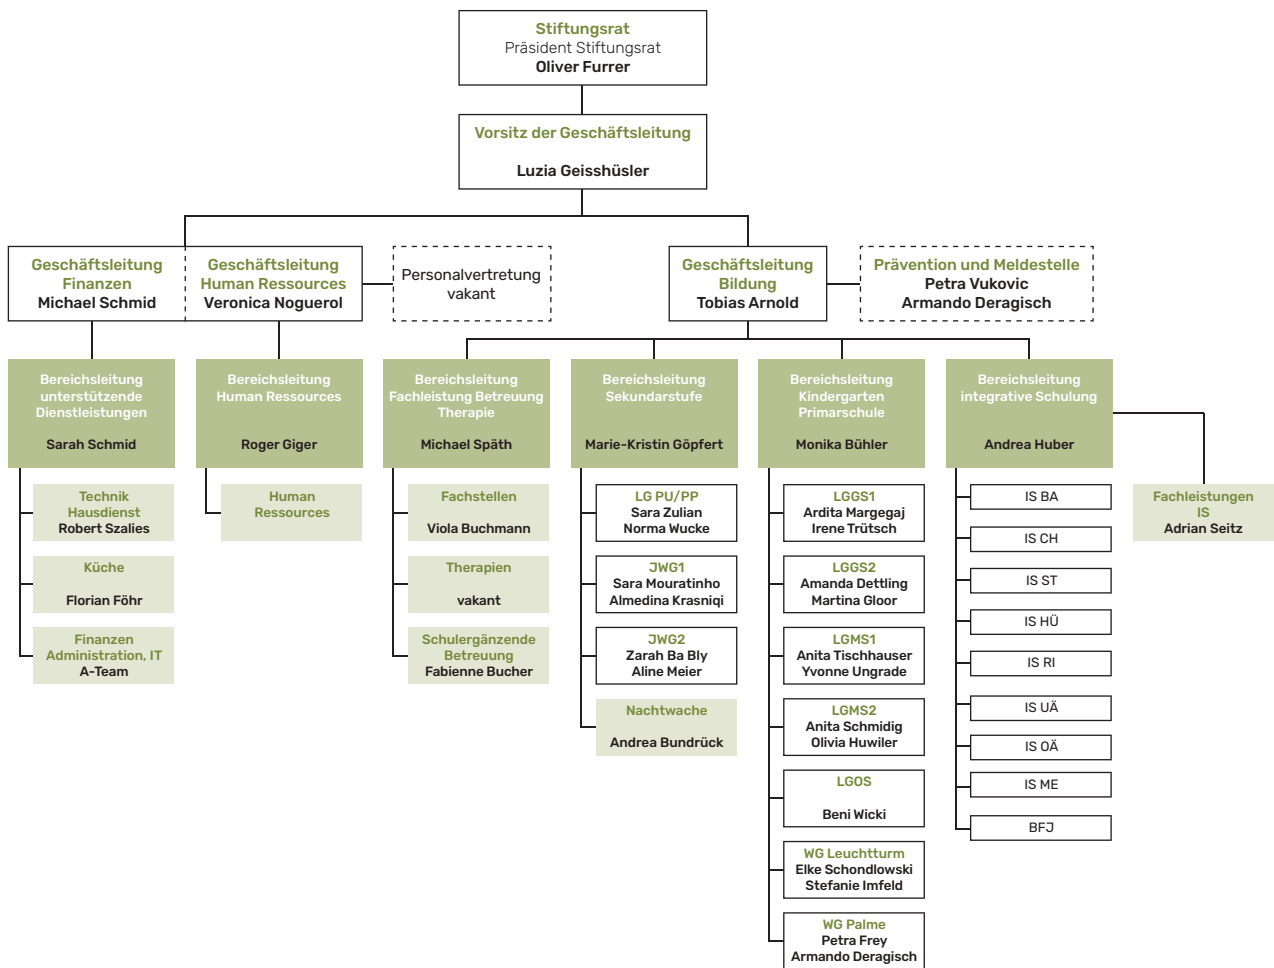 Stiftungsrat
Präsident Stiftungsrat
Oliver Furrer
Vorsitz der Geschäftsleitung
Luzia Geisshüsler
Geschäftsleitung
Finanzen
Michael Schmid
Geschäftsleitung
Human Ressources
Veronica Noguerol
Personalvertretung
vakant
Geschäftsleitung
Bildung
Tobias Arnold
Prävention und Meldestelle
Petra Vukovic
Armando Deragisch
Bereichsleitung
unterstützende
Dienstleistungen
Sarah Schmid
Technik
Hausdienst
Robert Szalies
Küche
Florian Föhr
Finanzen
Administration, IT
A-Team
Bereichsleitung
Human Ressources
Roger Giger
Human
Ressources
Bereichsleitung
Fachleistung Betreuung
Therapie
Michael Späth
Fachstellen
Viola Buchmann
Therapien
vakant
Schulergänzende
Betreuung
Fabienne Bucher
Bereichsleitung
Sekundarstufe
Marie-Kristin Göpfert
LG PU/PP
Sara Zulian
Norma Wucke
JWG1
Sara Mouratinho
Almedina Krasniqi
JWG2
Zarah Ba Bly
Aline Meier
Nachtwache
Andrea Bundrück
Bereichsleitung
Kindergarten
Primarschule
Monika Bühler
LGGS1
Ardita Margegaj
Irene Trütsch
LGGS2
Amanda Dettling
Martina Gloor
LGMS1
Anita Tischhauser
Yvonne Ungrade
LGMS2
Anita Schmidig
Olivia Huwiler
LGOS
Beni Wicki
WG Leuchtturm
Elke Schondlowski
Stefanie Imfeld
WG Palme
Petra Frey
Armando Deragisch
Bereichsleitung
integrative Schulung
Andrea Huber
IS BA
IS CH
IS ST
IS HÜ
IS RI
IS UÄ
IS OÄ
IS ME
BFJ
Fachleistungen
IS
Adrian Seitz